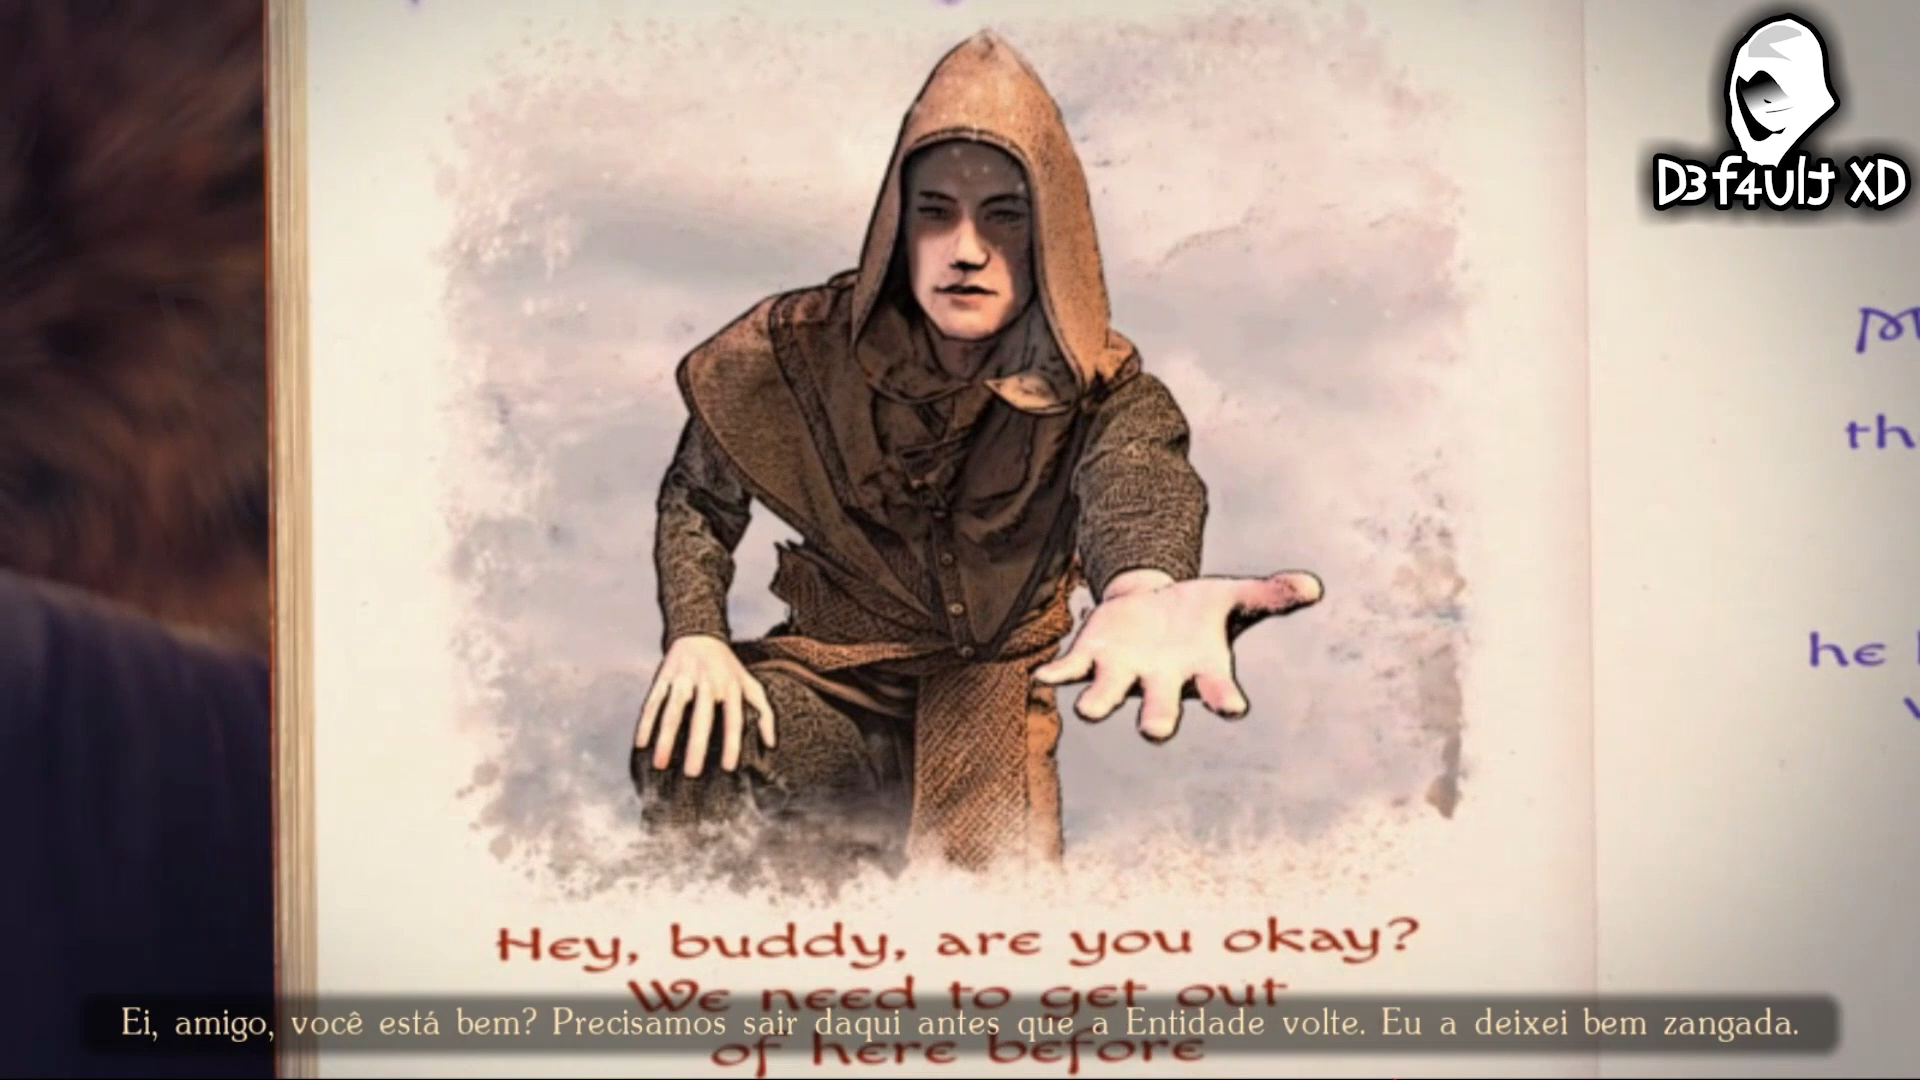 D3f4ult XD
th
he
Hey, buddy, are you okay?
We need to get out
of here before
Ei, amigo, você está bem? Precisamos sair daqui antes que a Entidade volte. Eu a deixei bem zangada.